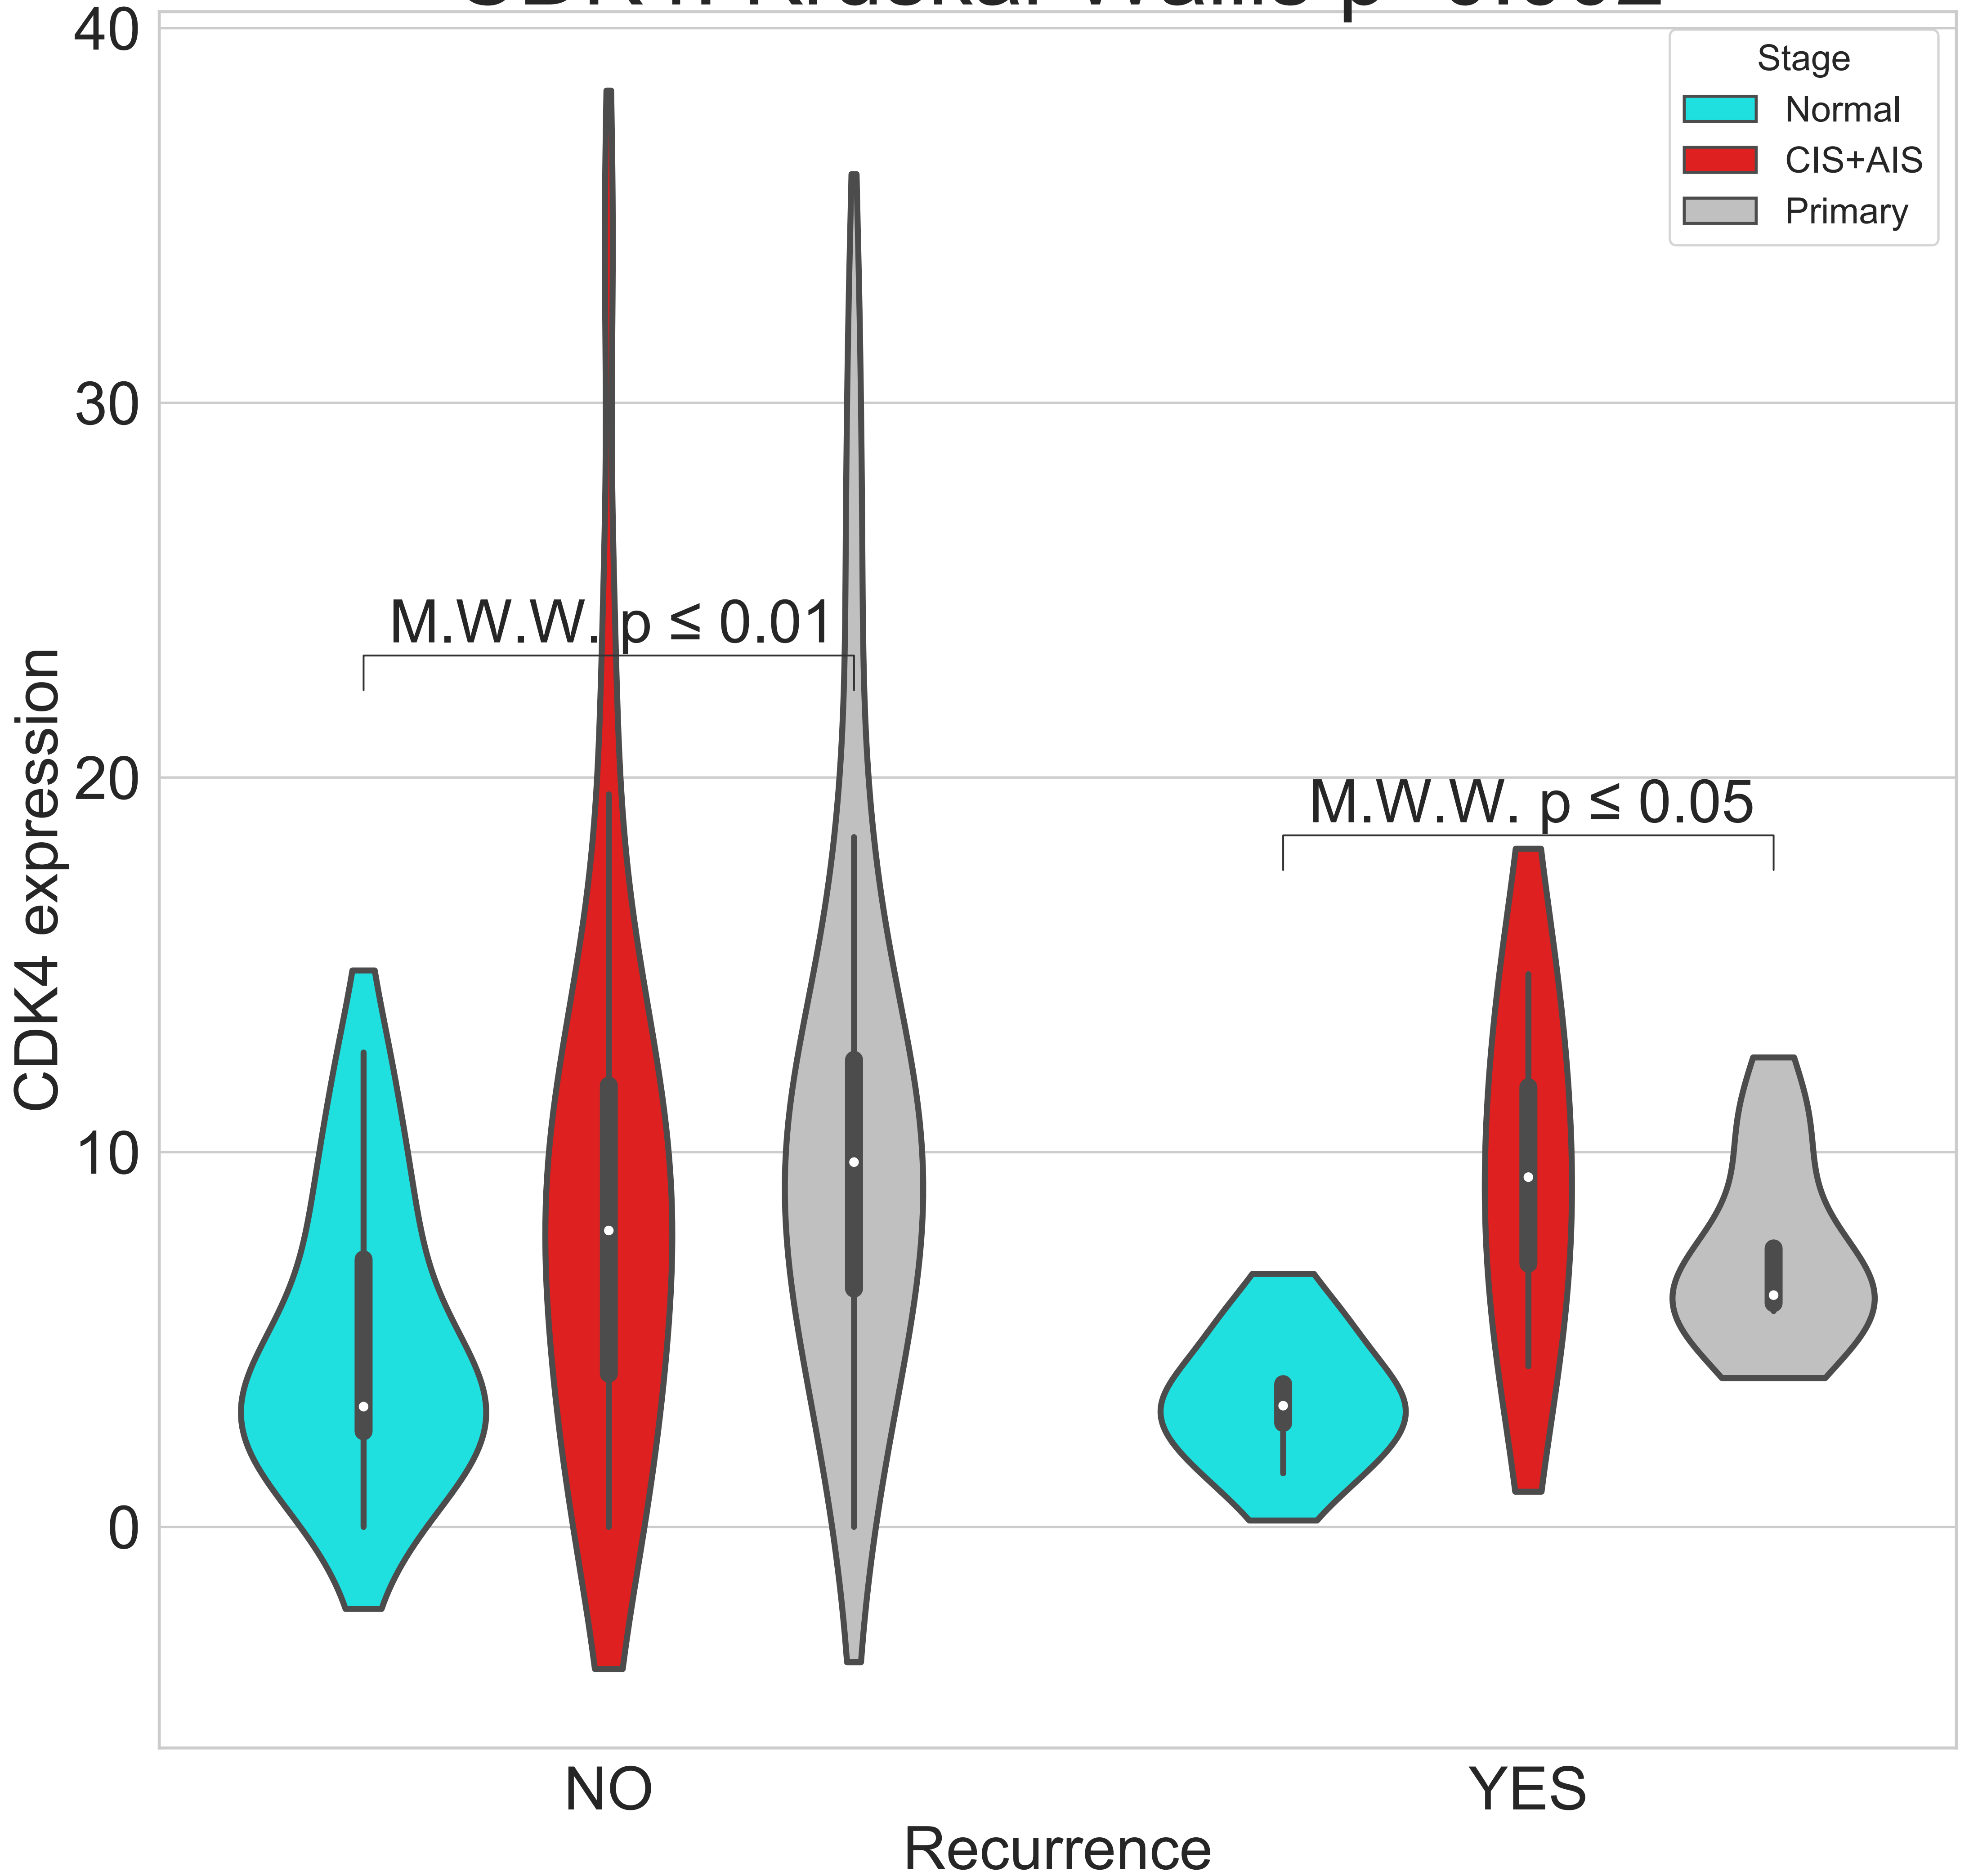 40
30
20
10
0
CDK4 expression
Stage
Normal
CIS+AIS
Primary
M.W.W. p ≤ 0.01
M.W.W. p ≤ 0.05
NO
YES
Recurrence